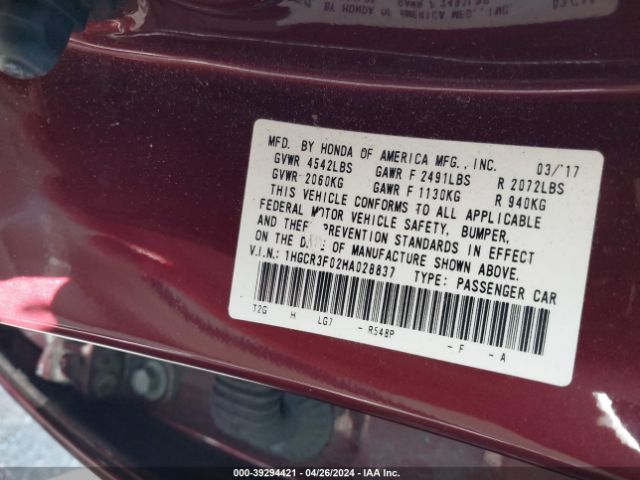 MFD. BY HONDA OF AMERICA MFG., INC. 03/17
GVWR 4542LBS GAWR F 2491LBS R 2072LBS
GVWR 2060KG GAWR F 1130KG R 940KG
THIS VEHICLE CONFORMS TO ALL APPLICABLE
FEDERAL MOTOR VEHICLE SAFETY, BUMPER,
AND THEFT PREVENTION STANDARDS IN EFFECT
ON THE DATE OF MANUFACTURE SHOWN ABOVE.
V.I.N.: 1HGCR3F02HA028837 TYPE: PASSENGER CAR
T2G H LG7 - R548P - F - A
000-39294421 - 04/26/2024 - IAA Inc.